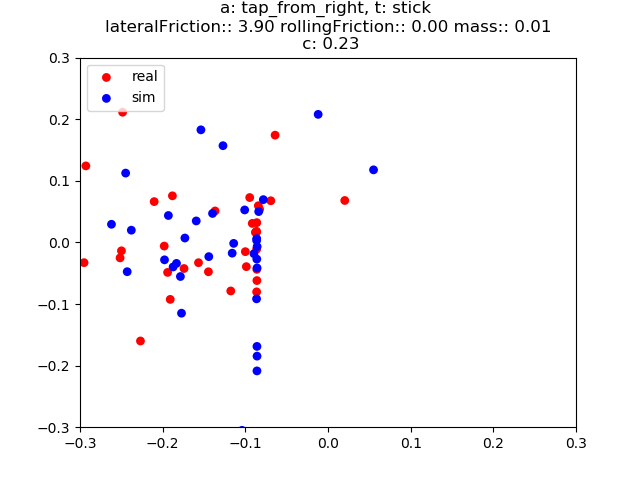 a: tap_from_right, t: stick
lateralFriction:: 3.90 rollingFriction:: 0.00 mass:: 0.01
c: 0.23
real
sim
0.3
0.2
0.1
0.0
−0.1
−0.2
−0.3
−0.3
−0.2
−0.1
0.0
0.1
0.2
0.3